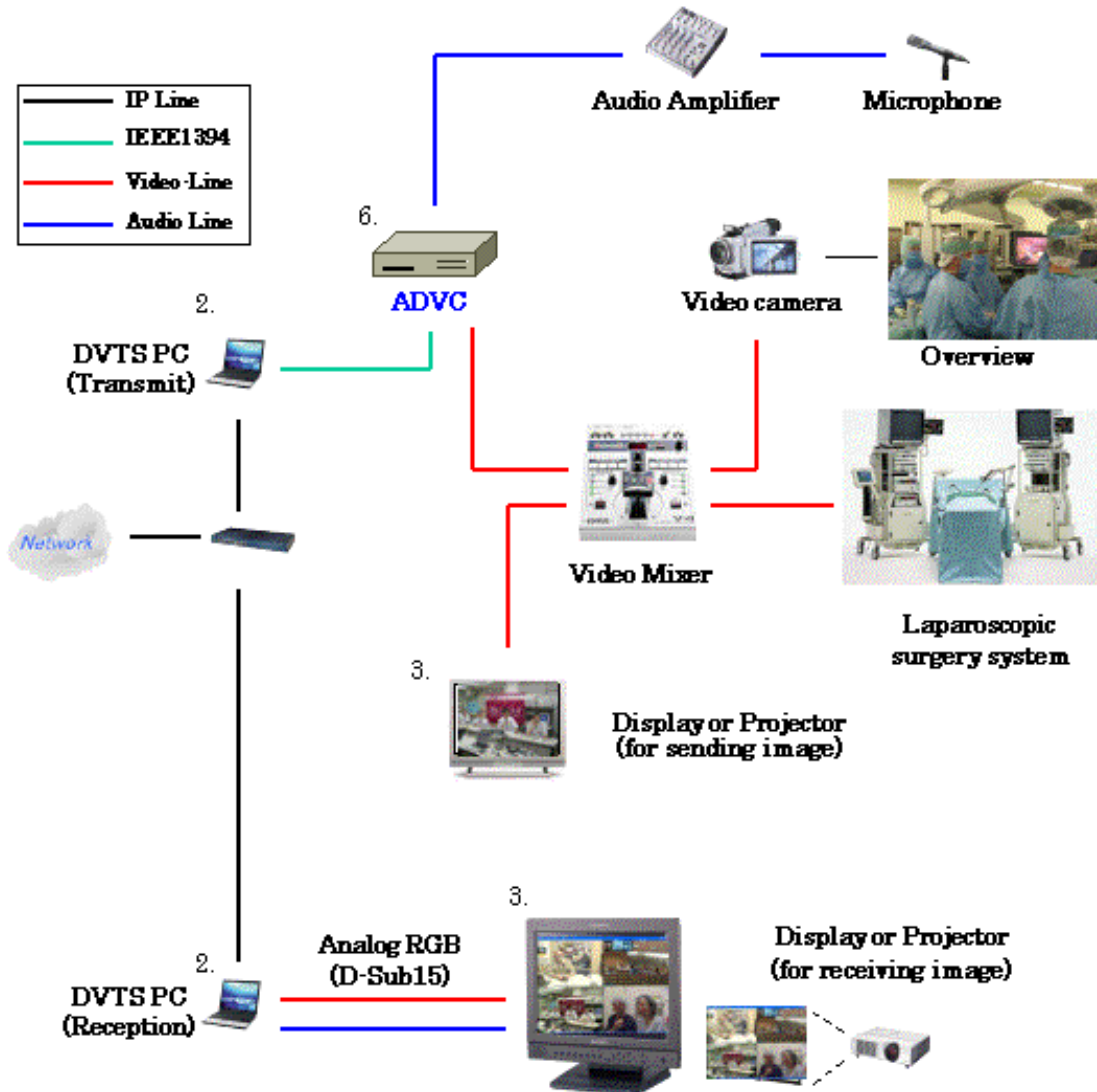 IP Line
IEEE1394
Video-Line
Audio Line
Audio Amplifier
Microphone
6.
ADVC
Video camera
Overview
2.
DVTS PC
(Transmit)
Network
Video Mixer
Laparoscopic
surgery system
3.
Display or Projector
(for sending image)
2.
DVTS PC
(Reception)
Analog RGB
(D-Sub15)
3.
Display or Projector
(for receiving image)